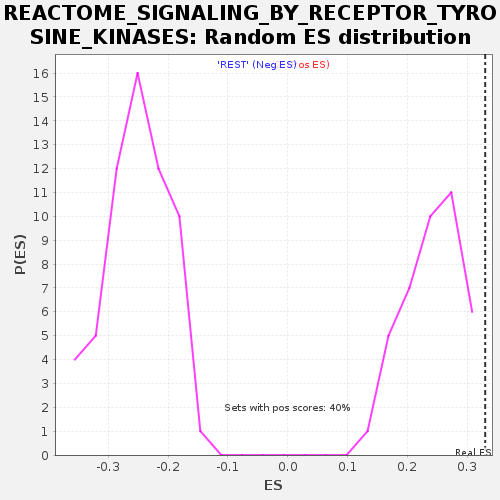 REACTOME_SIGNALING_BY_RECEPTOR_TYRO
SINE_KINASES: Random ES distribution
'REST' (Neg ES) os ES)
16
15
14
13
12
11
10
9
8
7
6
5
4
3
2
1
0
P(ES)
Sets with pos scores: 40%
Real ES
-0.3 -0.2 -0.1 0.0 0.1 0.2 0.3
ES